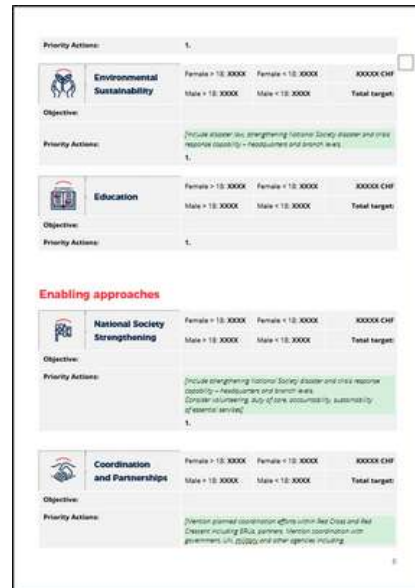 Priority Actions: 1.
Environmental Sustainability
Female > 18: XXXX Female < 18: XXXX XXXXX CHF
Male > 18: XXXX Male < 18: XXXX Total target:
Objective:
Priority Actions:
[Include disaster law, strengthening National Society disaster and crisis
response capability – headquarters and branch level]
1.
Education
Female > 18: XXXX Female < 18: XXXX XXXXX CHF
Male > 18: XXXX Male < 18: XXXX Total target:
Objective:
Priority Actions: 1.
Enabling approaches
National Society Strengthening
Female > 18: XXXX Female < 18: XXXX XXXXX CHF
Male > 18: XXXX Male < 18: XXXX Total target:
Objective:
Priority Actions:
[Include strengthening National Society disaster and crisis response
capability – headquarters and branch levels.
Consider volunteering, duty of care, accountability, sustainability
of essential services]
1.
Coordination and Partnerships
Female > 18: XXXX Female < 18: XXXX XXXXX CHF
Male > 18: XXXX Male < 18: XXXX Total target:
Objective:
Priority Actions:
[Mention planned coordination efforts within Red Cross and Red
Crescent including ERUs, partners. Mention coordination with
government, UN, military and other agencies including